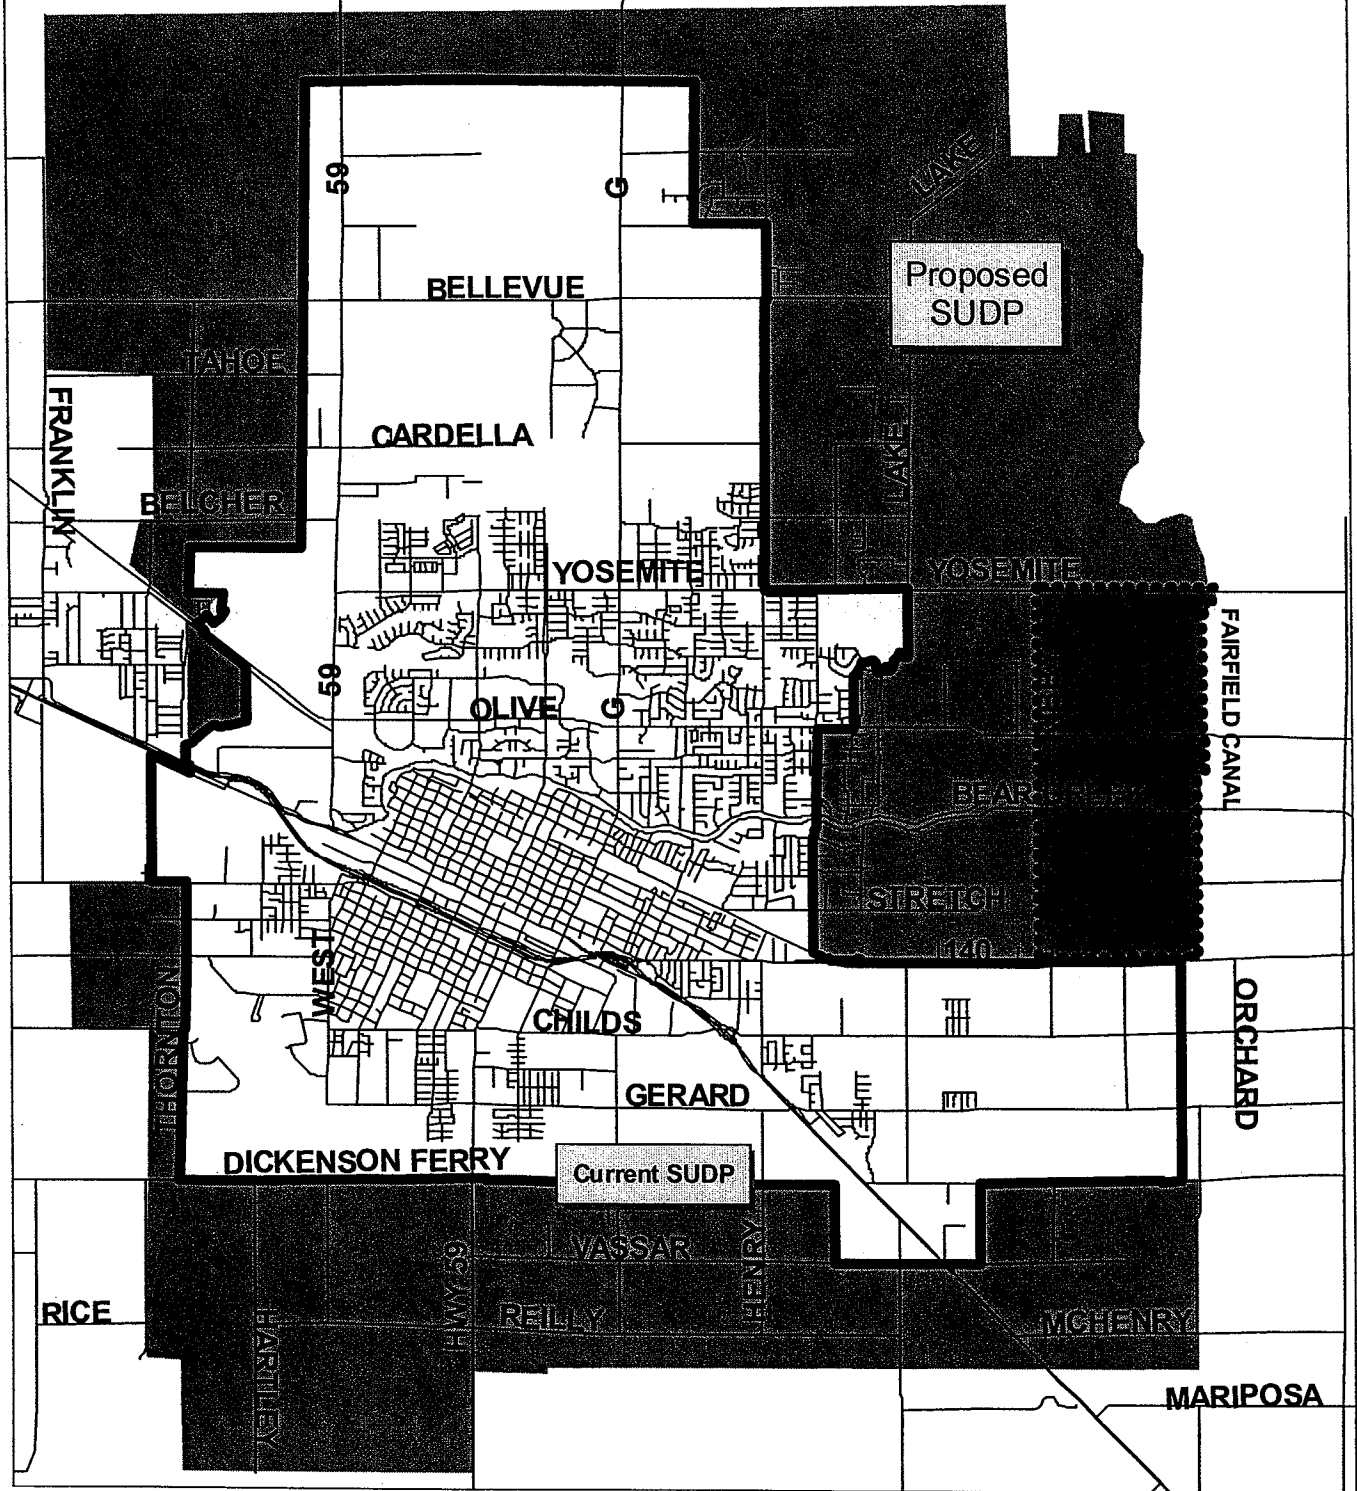 59
G
LAKE
BELLEVUE
Proposed
SUDP
TAHOE
FRANKLIN
CARDELLA
LAKE
BELCHER
YOSEMITE
YOSEMITE
FAIRFIELD CANAL
59
OLIVE
G
STRETCH
140
WEST
THORNTON
CHILDS
ORCHARD
GERARD
DICKENSON FERRY
Current SUDP
HENRY
VASSAR
HWY 59
RICE
REILLY
HARTLEY
MCHENRY
MARIPOSA